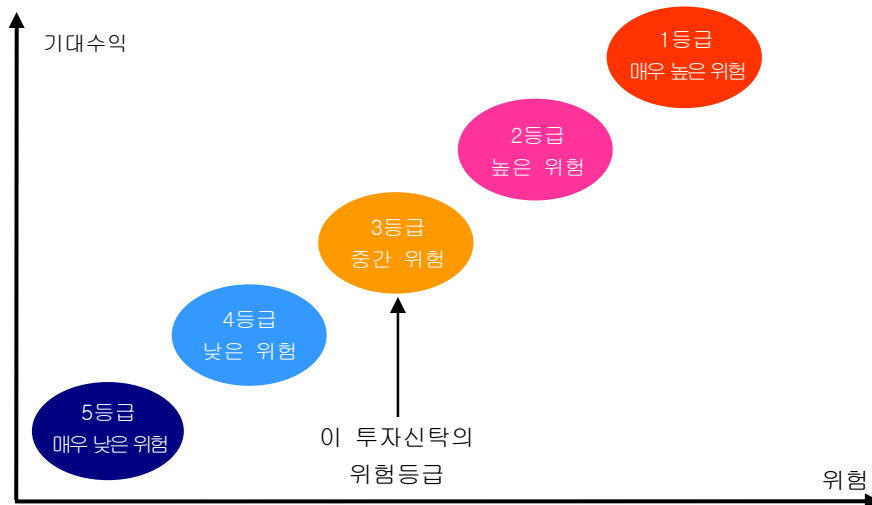 기대수익
1등급
매우 높은 위험
2등급
높은 위험
3등급
중간 위험
4등급
낮은 위험
5등급
매우 낮은 위험
이 투자신탁의
위험등급
위험